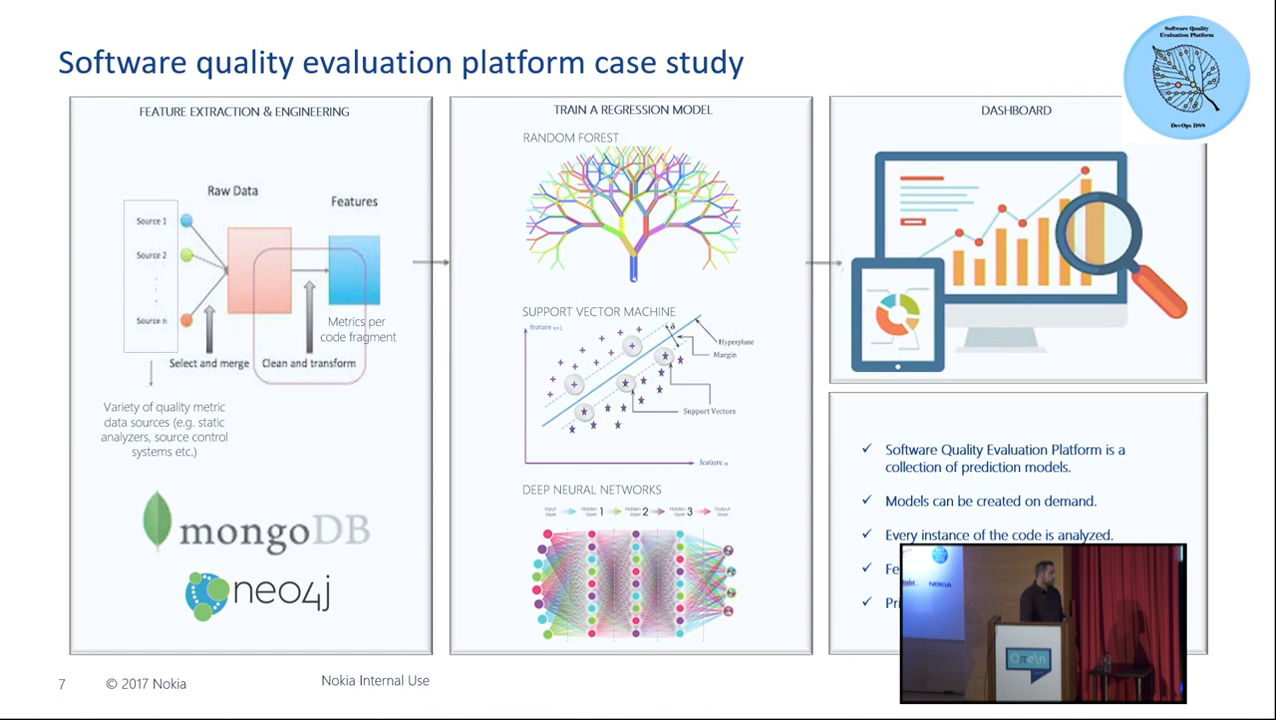 Software quality evaluation platform case study
Software Quality
Evaluation Platform
DevOps DSS
FEATURE EXTRACTION & ENGINEERING
Raw Data
Features
Source 1
Source 2
Source n
Metrics per
code fragment
Select and merge
Clean and transform
Variety of quality metric
data sources (e.g. static
analyzers, source control
systems etc.)
mongoDB
neo4j
TRAIN A REGRESSION MODEL
RANDOM FOREST
SUPPORT VECTOR MACHINE
feature n+1
δ
Hyperplane
Margin
Support Vectors
feature n
DEEP NEURAL NETWORKS
Input layer
Hidden layer 1
Hidden layer 2
Hidden layer 3
Output layer
DASHBOARD
✓ Software Quality Evaluation Platform is a
collection of prediction models.
✓ Models can be created on demand.
✓ Every instance of the code is analyzed.
✓ Fe
✓ Pri
NOKIA
7
© 2017 Nokia
Nokia Internal Use